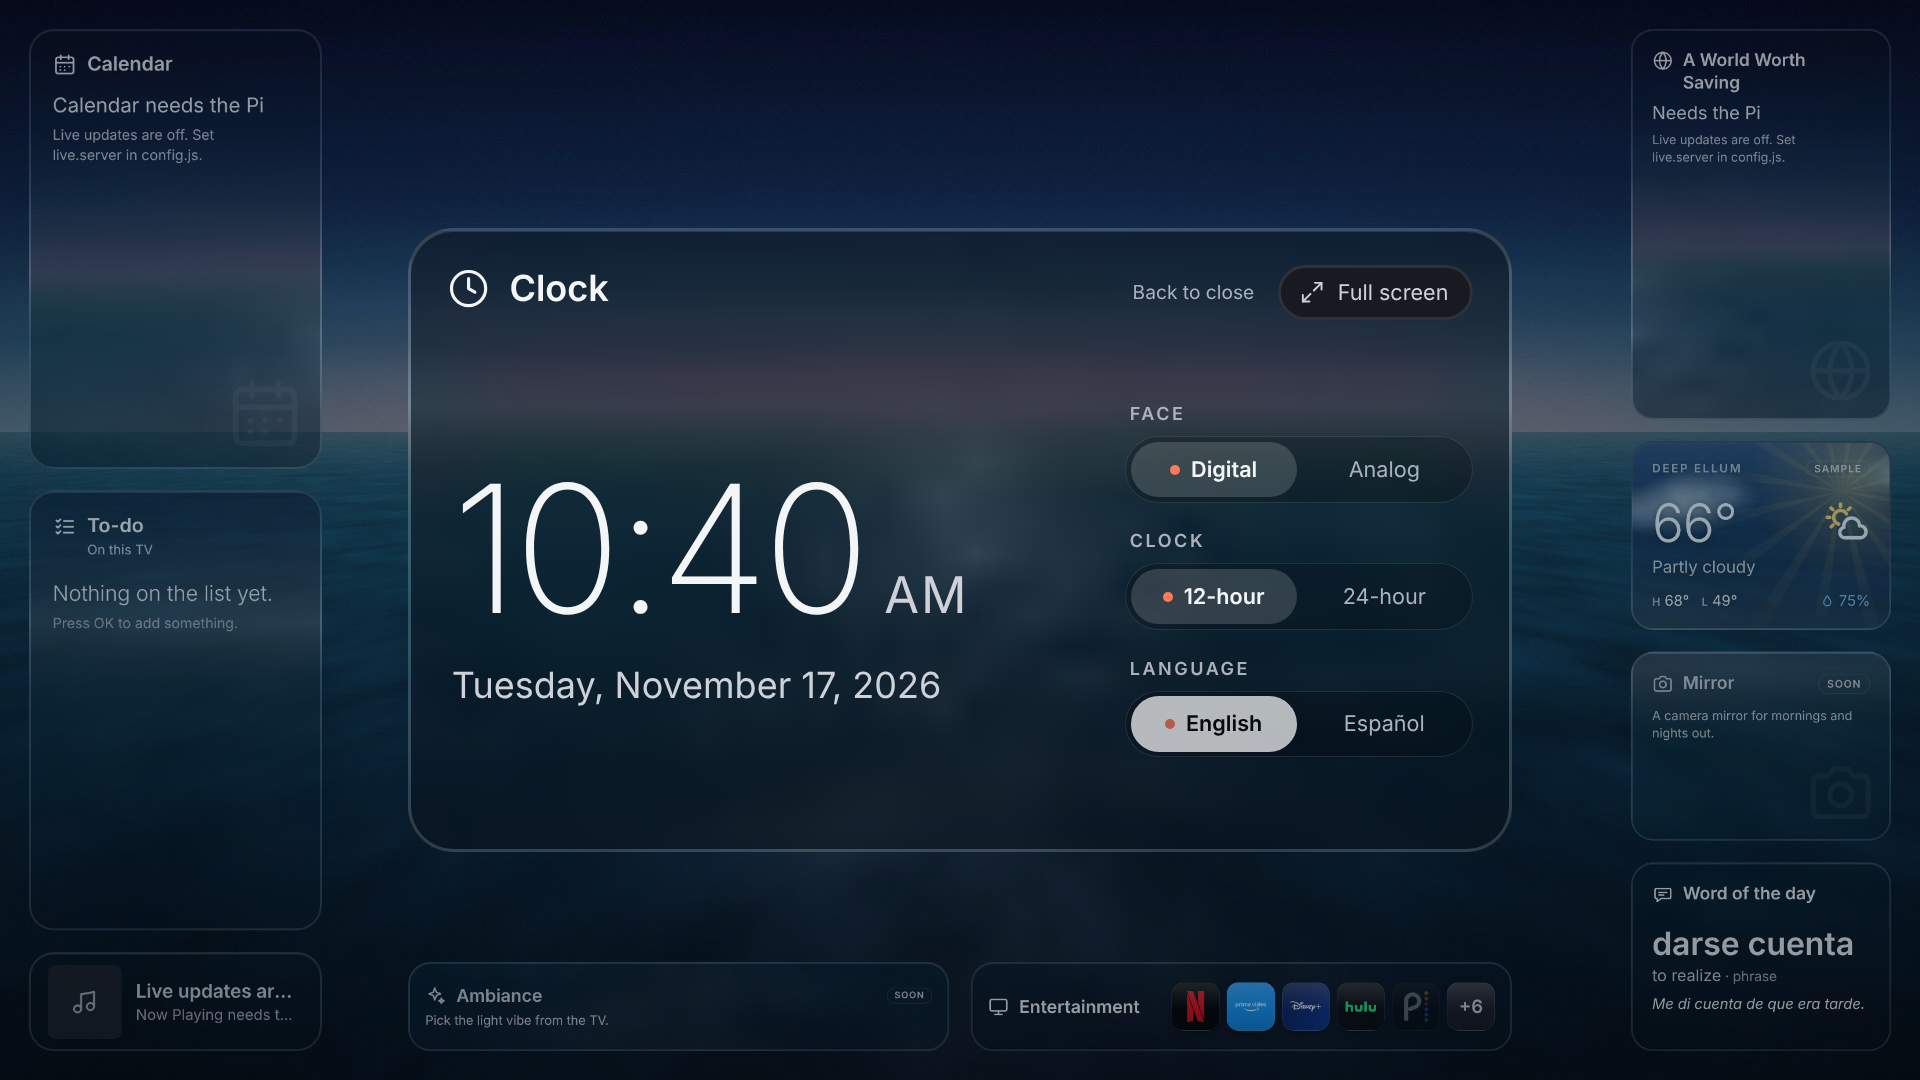 Calendar
Calendar needs the Pi
Live updates are off. Set
live.server in config.js.
To-do
On this TV
Nothing on the list yet.
Press OK to add something.
Live updates ar...
Now Playing needs t...
Clock
Back to close
Full screen
10:40 AM
Tuesday, November 17, 2026
FACE
Digital
Analog
CLOCK
12-hour
24-hour
LANGUAGE
English
Español
Ambiance
SOON
Pick the light vibe from the TV.
Entertainment
N
prime video
Disney+
hulu
P
+6
A World Worth
Saving
Needs the Pi
Live updates are off. Set
live.server in config.js.
DEEP ELLUM
SAMPLE
66°
Partly cloudy
H 68° L 49°
75%
Mirror
SOON
A camera mirror for mornings and
nights out.
Word of the day
darse cuenta
to realize · phrase
Me di cuenta de que era tarde.